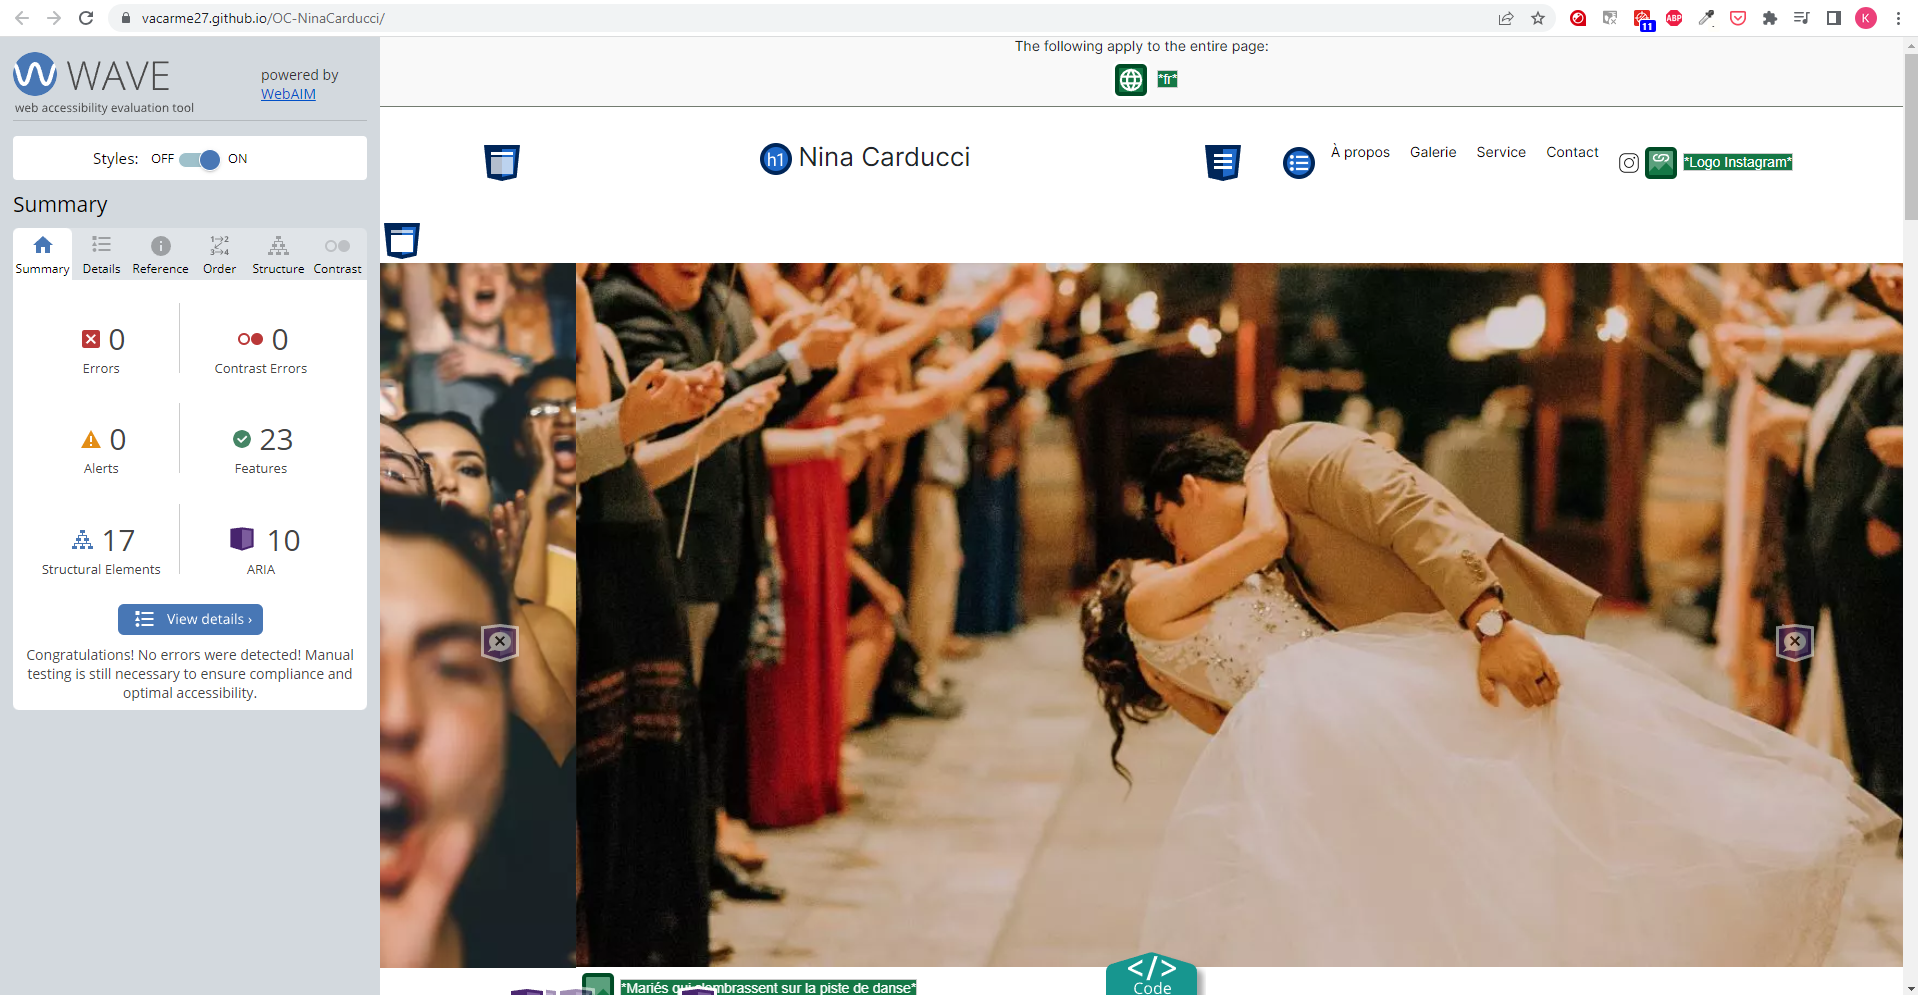 vacarme27.github.io/OC-NinaCarducci/
11
ABP
K
WAVE
powered by
WebAIM
web accessibility evaluation tool
Styles: OFF ON
Summary
Summary Details Reference Order Structure Contrast
0 Errors
0 Contrast Errors
0 Alerts
23 Features
17 Structural Elements
10 ARIA
View details ›
Congratulations! No errors were detected! Manual
testing is still necessary to ensure compliance and
optimal accessibility.
The following apply to the entire page:
*fr*
h1 Nina Carducci
À propos Galerie Service Contact
*Logo Instagram*
*Mariés qui s'embrassent sur la piste de danse*
</> Code